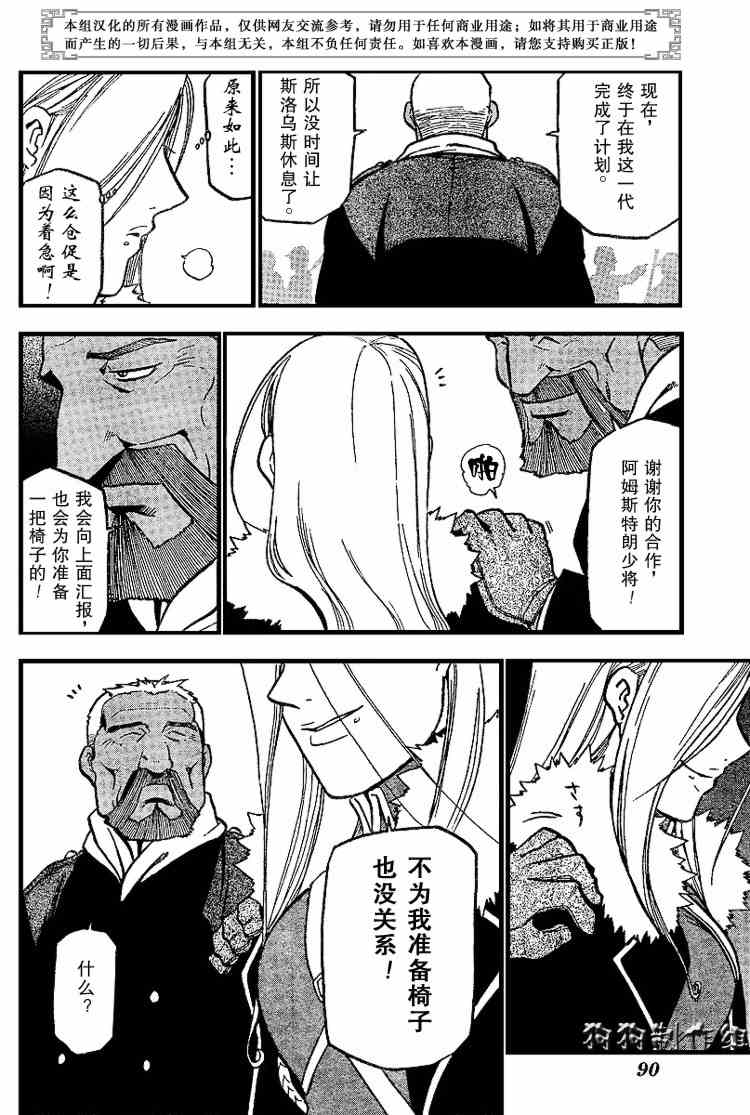 本组汉化的所有漫画作品，仅供网友交流参考，请勿用于任何商业用途；如将其用于商业用途
而产生的一切后果，与本组无关，本组不负任何责任。如喜欢本漫画，请您支持购买正版！
现在，
终于在我这一代
完成了计划。
所以没时间让
斯洛乌斯休息了。
原来如此…
这么仓促是
因为着急啊！
谢谢你的合作，
阿姆斯特朗少将！
啪
我会向上面汇报，
也会为你准备
一把椅子的！
さす
不为我准备椅子
也没关系！
什么？
狗狗制作组
90